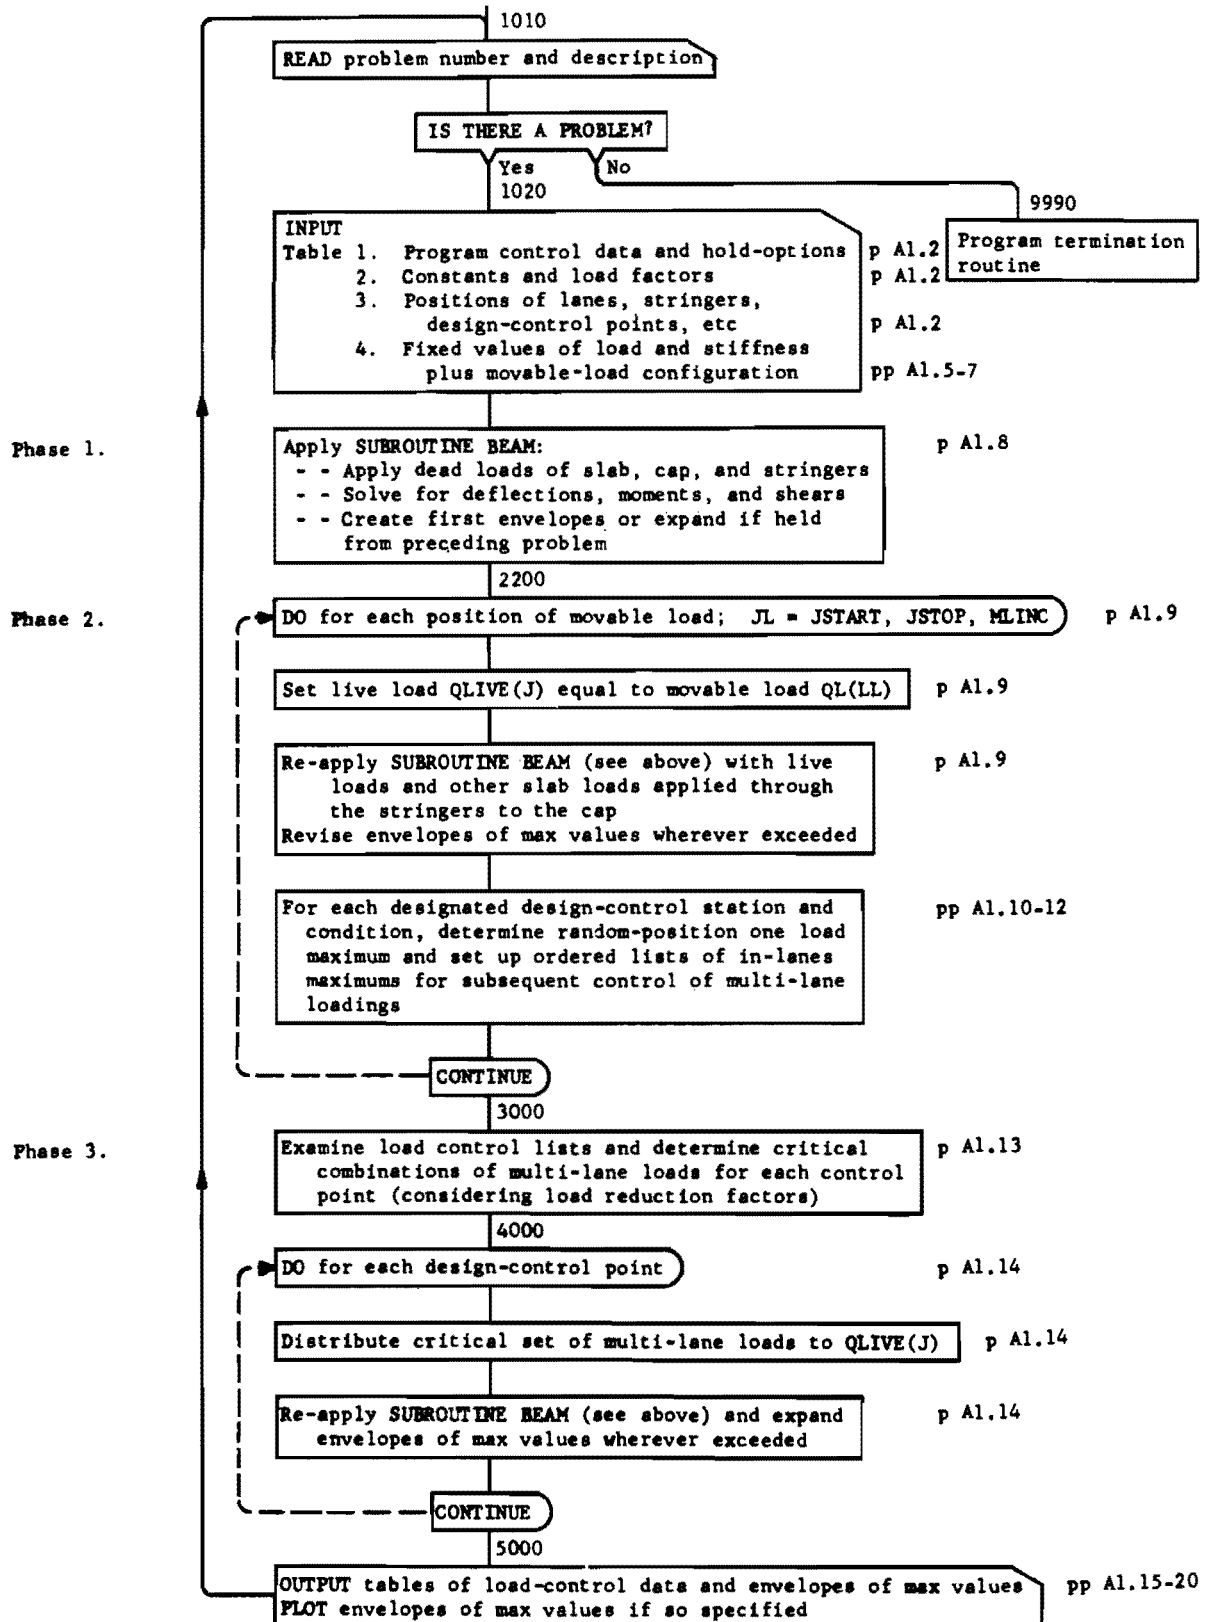 1010
READ problem number and description
IS THERE A PROBLEM?
Yes No
1020
9990
INPUT
Table 1. Program control data and hold-options p A1.2
2. Constants and load factors p A1.2
3. Positions of lanes, stringers,
design-control points, etc p A1.2
4. Fixed values of load and stiffness
plus movable-load configuration pp A1.5-7
Program termination
routine
Phase 1.
Apply SUBROUTINE BEAM: p A1.8
- - Apply dead loads of slab, cap, and stringers
- - Solve for deflections, moments, and shears
- - Create first envelopes or expand if held
from preceding problem
2200
Phase 2.
DO for each position of movable load; JL = JSTART, JSTOP, MLINC p A1.9
Set live load QLIVE(J) equal to movable load QL(LL) p A1.9
Re-apply SUBROUTINE BEAM (see above) with live p A1.9
loads and other slab loads applied through
the stringers to the cap
Revise envelopes of max values wherever exceeded
For each designated design-control station and pp A1.10-12
condition, determine random-position one load
maximum and set up ordered lists of in-lanes
maximums for subsequent control of multi-lane
loadings
CONTINUE
3000
Phase 3.
Examine load control lists and determine critical p A1.13
combinations of multi-lane loads for each control
point (considering load reduction factors)
4000
DO for each design-control point p A1.14
Distribute critical set of multi-lane loads to QLIVE(J) p A1.14
Re-apply SUBROUTINE BEAM (see above) and expand p A1.14
envelopes of max values wherever exceeded
CONTINUE
5000
OUTPUT tables of load-control data and envelopes of max values pp A1.15-20
PLOT envelopes of max values if so specified